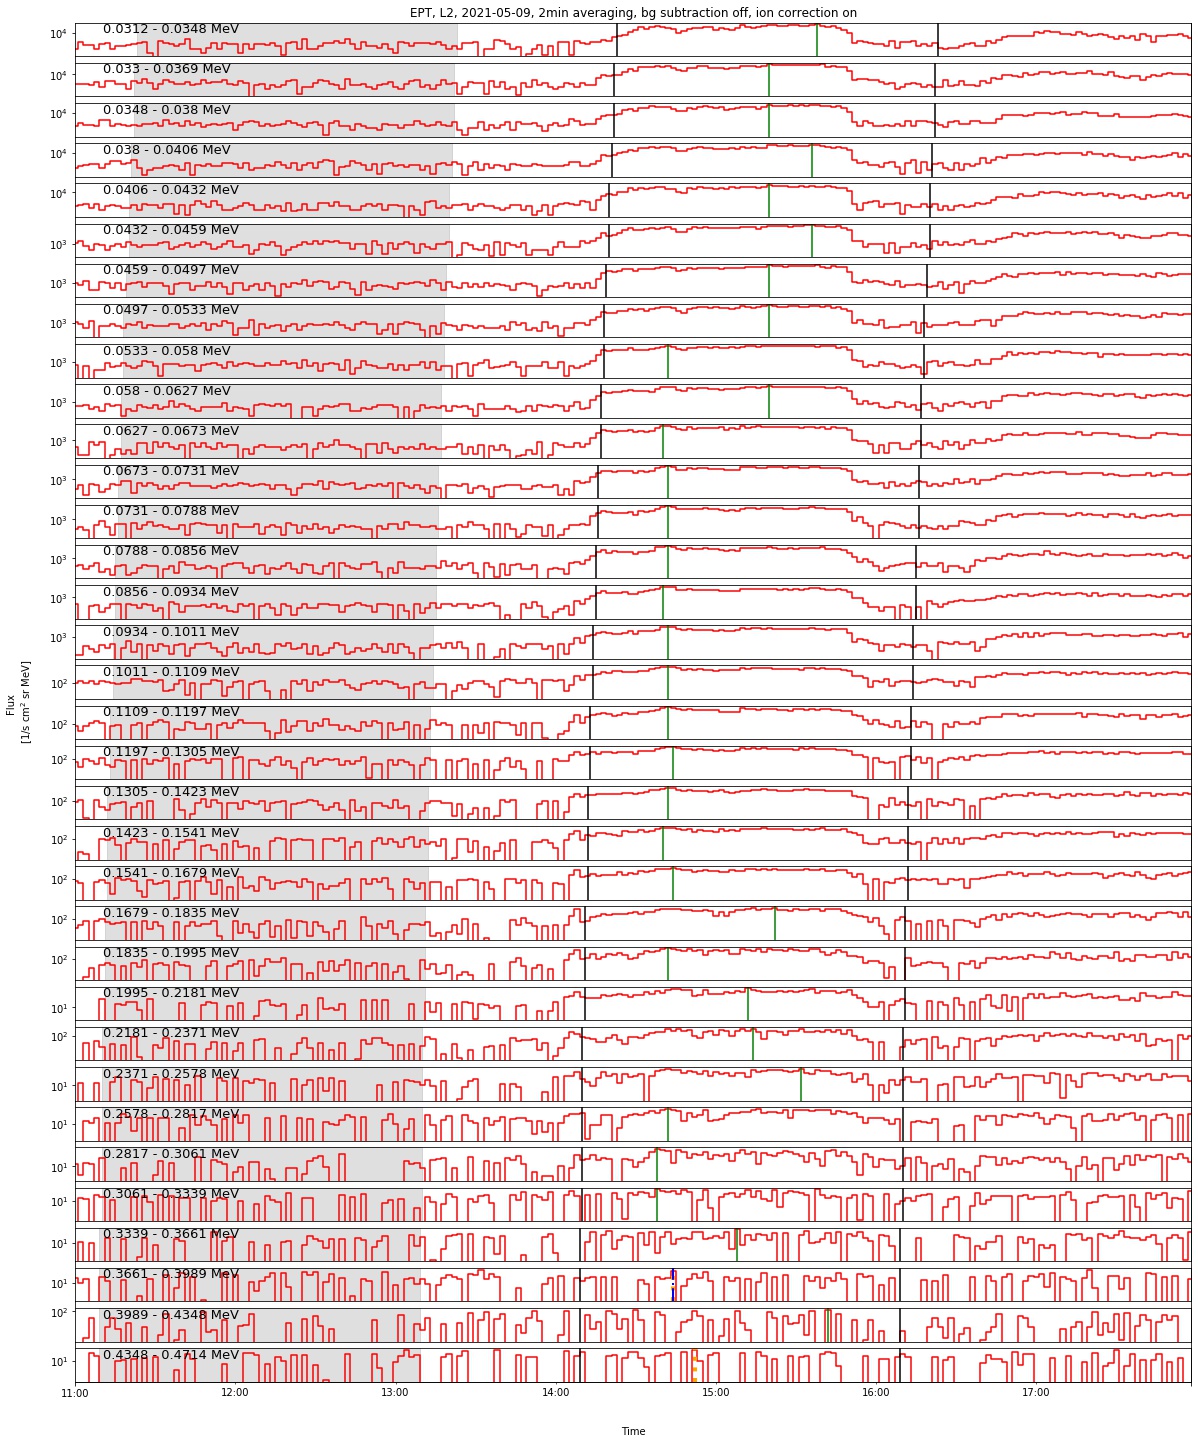 EPT, L2, 2021-05-09, 2min averaging, bg subtraction off, ion correction on
10⁴
0.0312 - 0.0348 MeV
10⁴
0.033 - 0.0369 MeV
10⁴
0.0348 - 0.038 MeV
10⁴
0.038 - 0.0406 MeV
10⁴
0.0406 - 0.0432 MeV
10³
0.0432 - 0.0459 MeV
10³
0.0459 - 0.0497 MeV
10³
0.0497 - 0.0533 MeV
10³
0.0533 - 0.058 MeV
10³
0.058 - 0.0627 MeV
10³
0.0627 - 0.0673 MeV
10³
0.0673 - 0.0731 MeV
10³
0.0731 - 0.0788 MeV
10³
0.0788 - 0.0856 MeV
10³
0.0856 - 0.0934 MeV
10³
0.0934 - 0.1011 MeV
10²
0.1011 - 0.1109 MeV
10²
0.1109 - 0.1197 MeV
10²
0.1197 - 0.1305 MeV
10²
0.1305 - 0.1423 MeV
10²
0.1423 - 0.1541 MeV
10²
0.1541 - 0.1679 MeV
10²
0.1679 - 0.1835 MeV
10²
0.1835 - 0.1995 MeV
10¹
0.1995 - 0.2181 MeV
10²
0.2181 - 0.2371 MeV
10¹
0.2371 - 0.2578 MeV
10¹
0.2578 - 0.2817 MeV
10¹
0.2817 - 0.3061 MeV
10¹
0.3061 - 0.3339 MeV
10¹
0.3339 - 0.3661 MeV
10¹
0.3661 - 0.3989 MeV
10²
0.3989 - 0.4348 MeV
10¹
0.4348 - 0.4714 MeV
Flux
[1/s cm² sr MeV]
11:00 12:00 13:00 14:00 15:00 16:00 17:00
Time